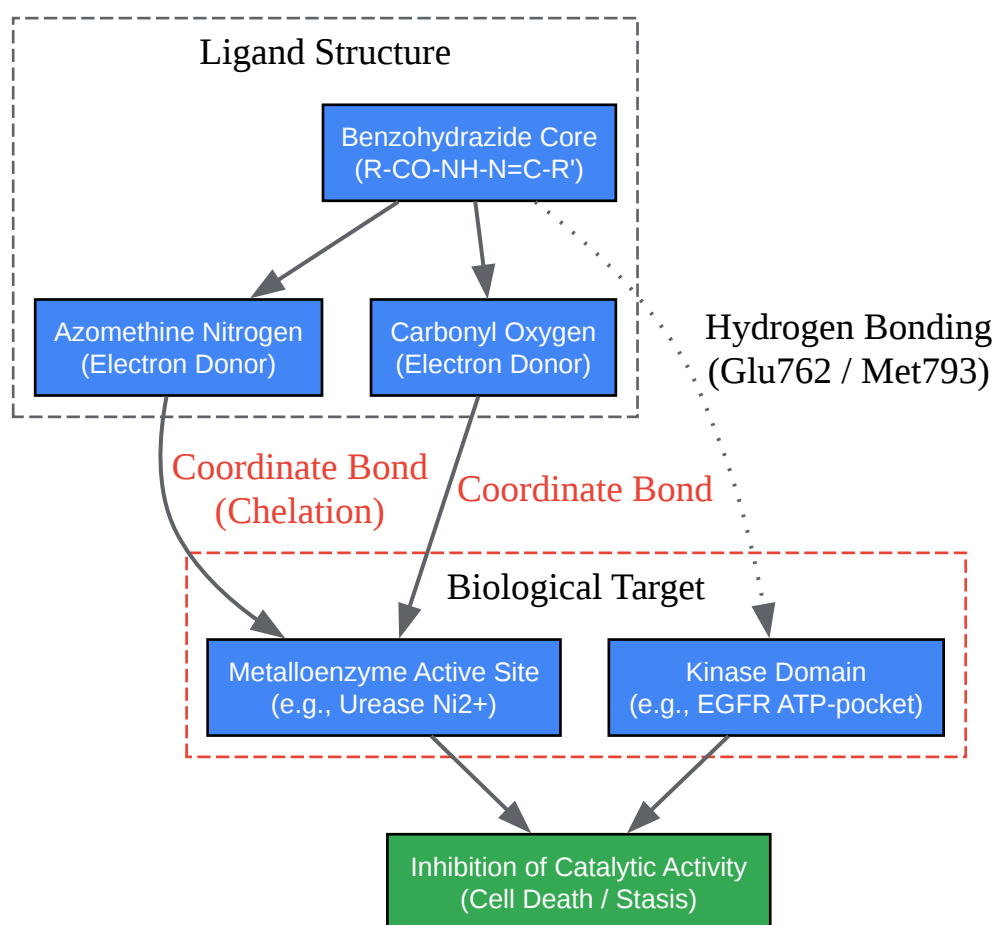 Ligand Structure
Benzohydrazide Core
(R-CO-NH-N=C-R')
Azomethine Nitrogen
(Electron Donor)
Carbonyl Oxygen
(Electron Donor)
Hydrogen Bonding
(Glu762 / Met793)
Coordinate Bond
(Chelation)
Coordinate Bond
Biological Target
Metalloenzyme Active Site
(e.g., Urease Ni2+)
Kinase Domain
(e.g., EGFR ATP-pocket)
Inhibition of Catalytic Activity
(Cell Death / Stasis)